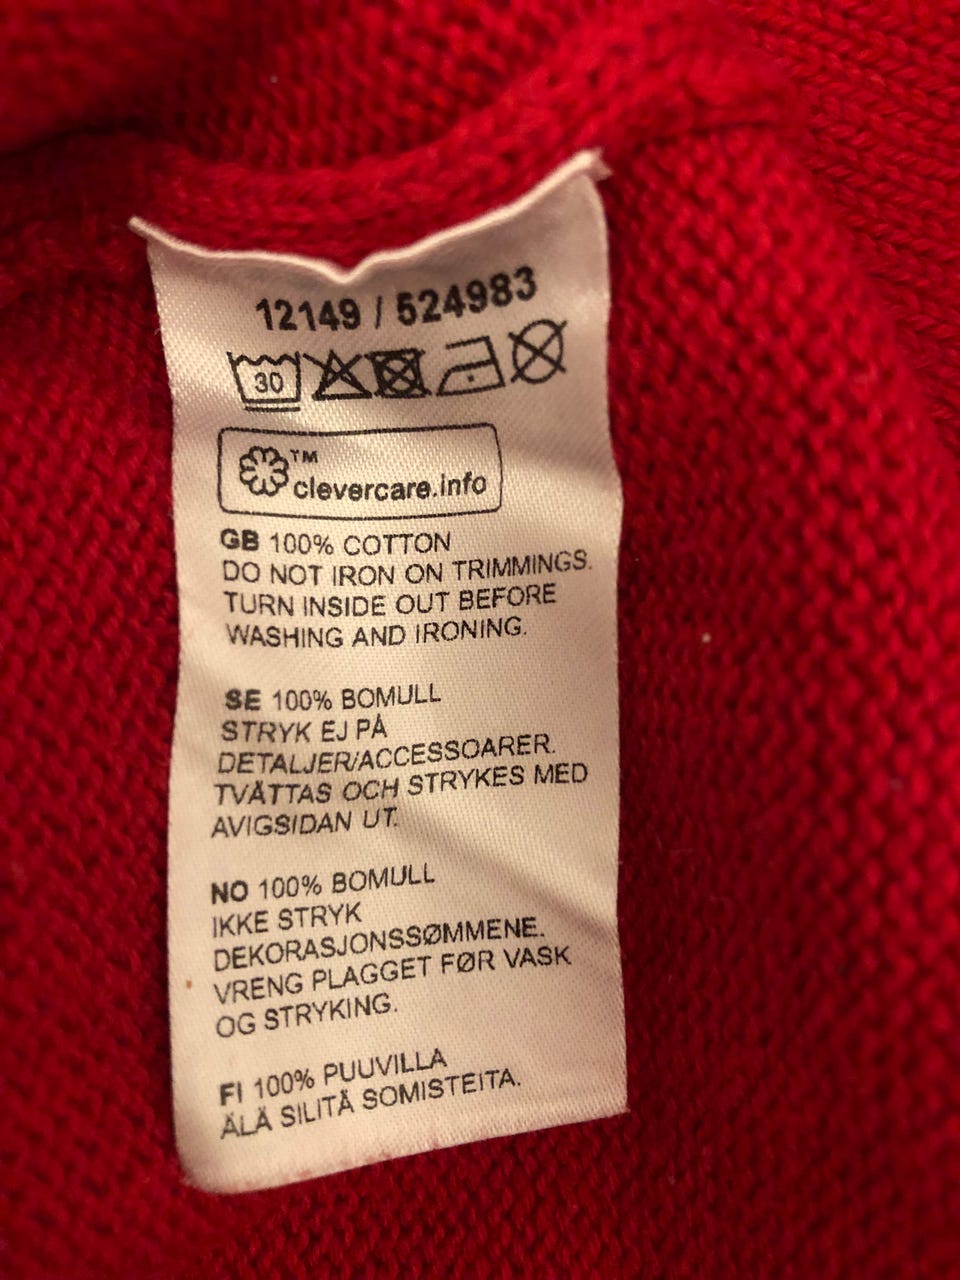 12149 / 524983
30
™
clevercare.info
GB 100% COTTON
DO NOT IRON ON TRIMMINGS.
TURN INSIDE OUT BEFORE
WASHING AND IRONING.
SE 100% BOMULL
STRYK EJ PÅ
DETALJER/ACCESSOARER.
TVÄTTAS OCH STRYKES MED
AVIGSIDAN UT.
NO 100% BOMULL
IKKE STRYK
DEKORASJONSSØMMENE.
VRENG PLAGGET FØR VASK
OG STRYKING.
FI 100% PUUVILLA
ÄLÄ SILITÄ SOMISTEITA.